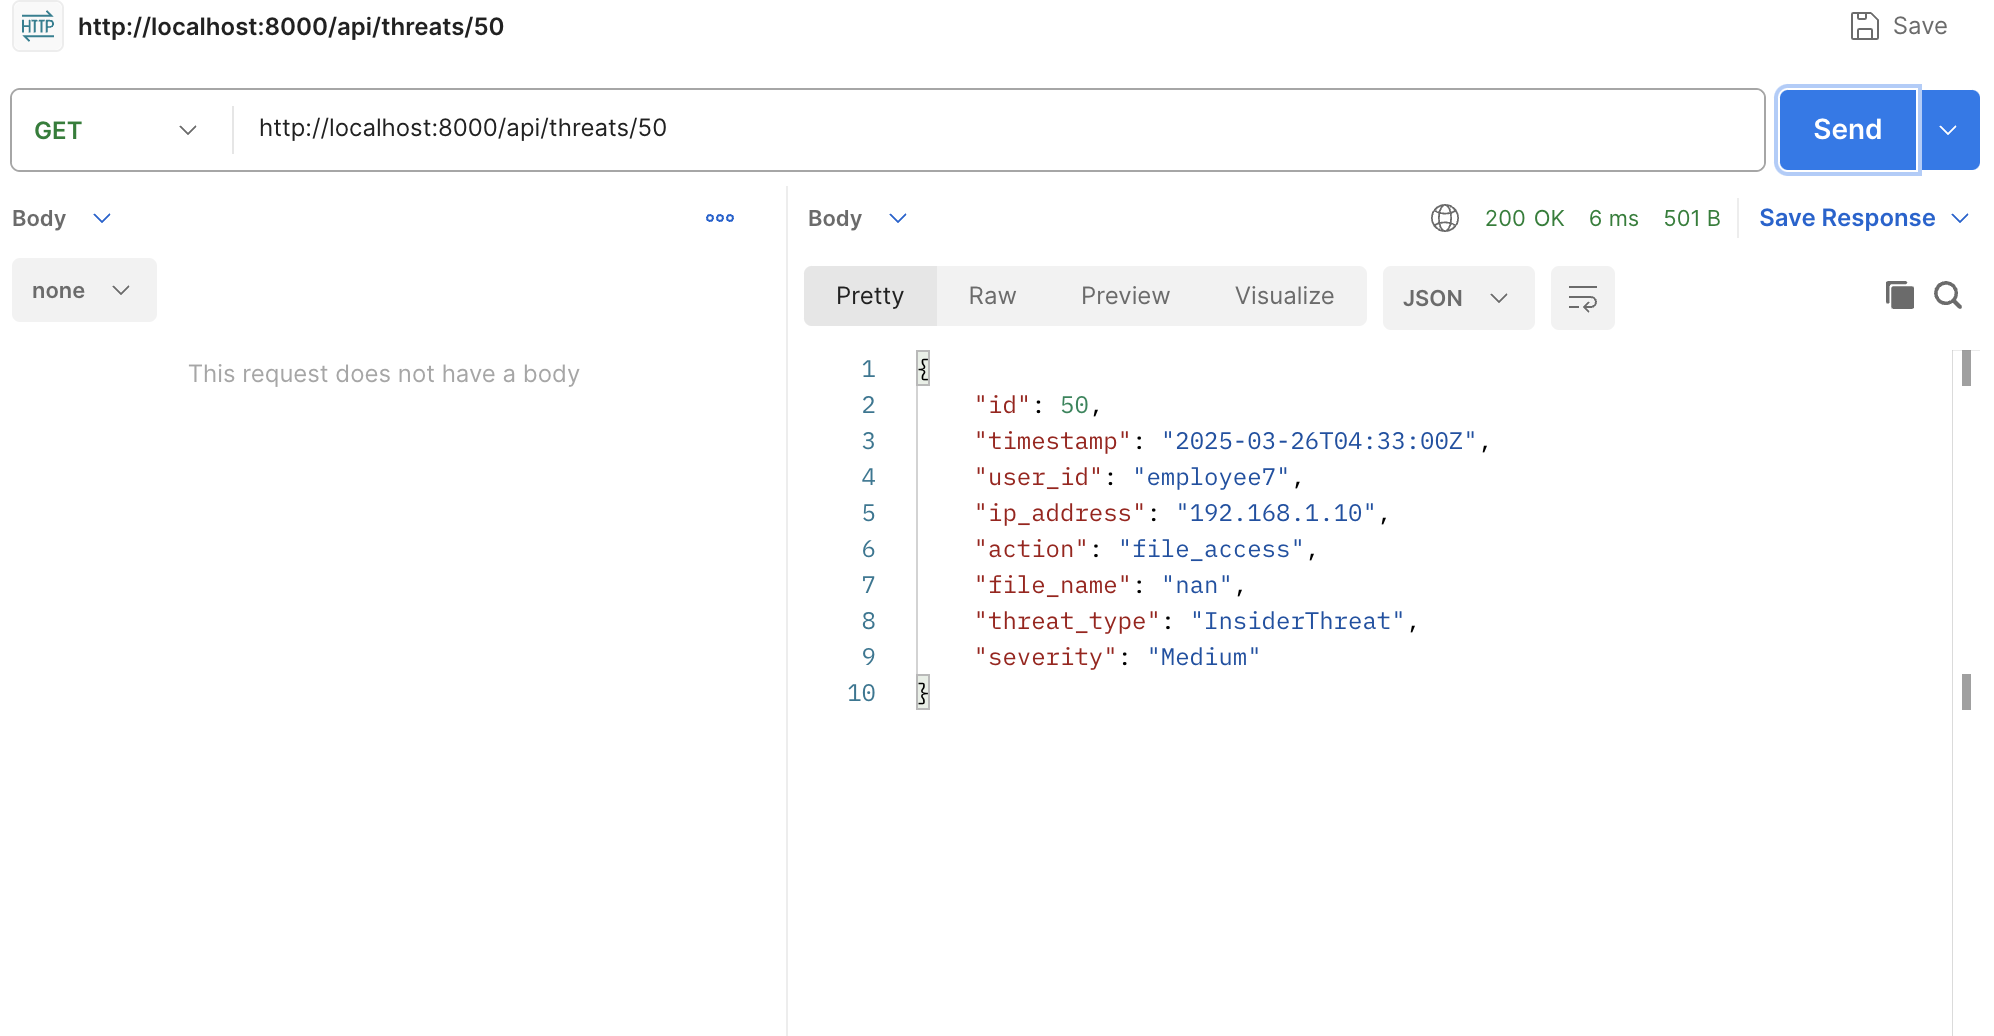 HTTP http://localhost:8000/api/threats/50 Save
GET http://localhost:8000/api/threats/50 Send
Body Body 200 OK 6 ms 501 B Save Response
none Pretty Raw Preview Visualize JSON
This request does not have a body
1 {
2 "id": 50,
3 "timestamp": "2025-03-26T04:33:00Z",
4 "user_id": "employee7",
5 "ip_address": "192.168.1.10",
6 "action": "file_access",
7 "file_name": "nan",
8 "threat_type": "InsiderThreat",
9 "severity": "Medium"
10 }